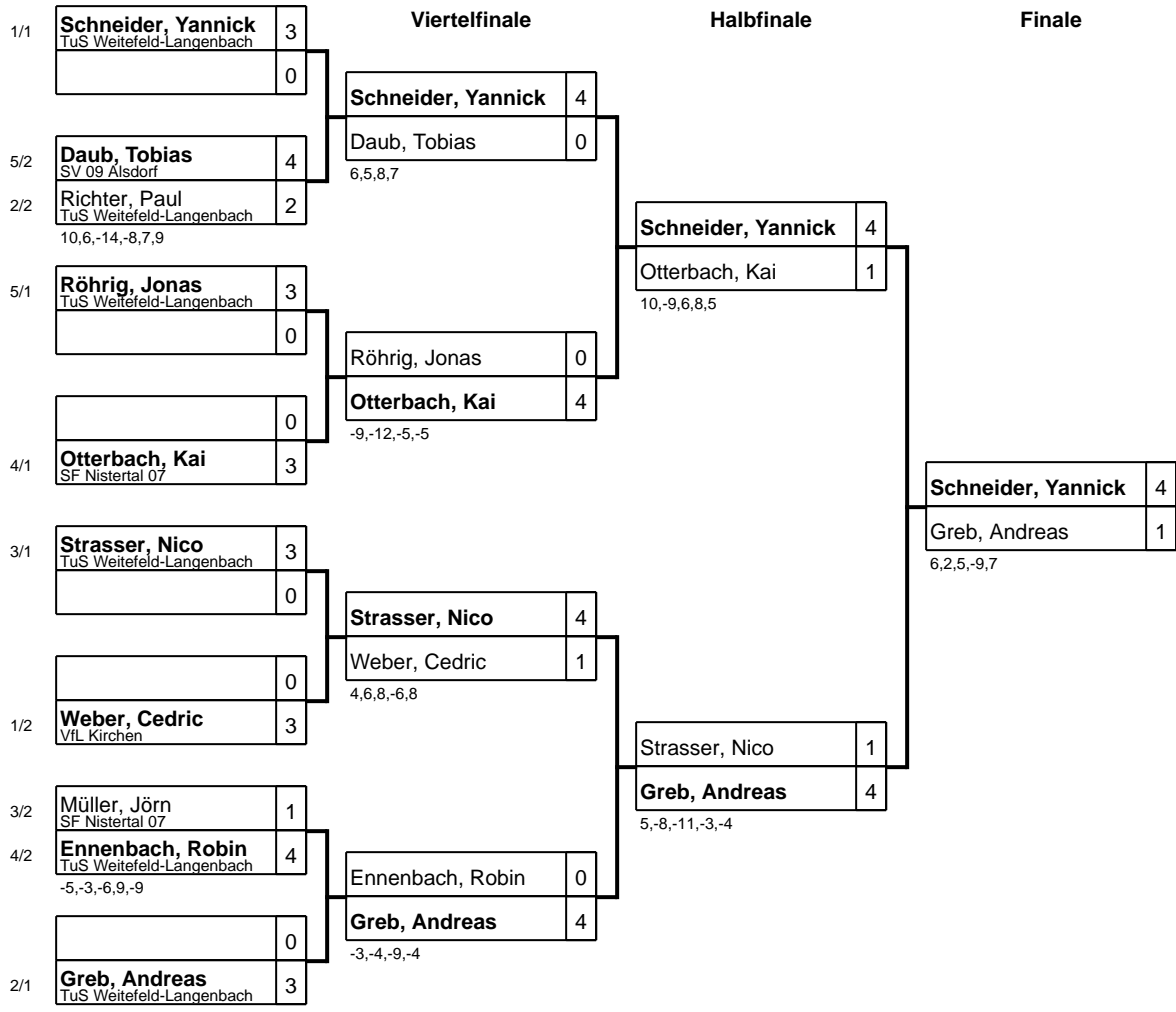 Viertelfinale
Halbfinale
Finale
1/1 Schneider, Yannick 3
TuS Weitefeld-Langenbach
0
5/2 Daub, Tobias 4
SV 09 Alsdorf
2/2 Richter, Paul 2
TuS Weitefeld-Langenbach
10,6,-14,-8,7,9
5/1 Röhrig, Jonas 3
TuS Weitefeld-Langenbach
0
0
4/1 Otterbach, Kai 3
SF Nistertal 07
3/1 Strasser, Nico 3
TuS Weitefeld-Langenbach
0
0
1/2 Weber, Cedric 3
VfL Kirchen
3/2 Müller, Jörn 1
SF Nistertal 07
4/2 Ennenbach, Robin 4
TuS Weitefeld-Langenbach
-5,-3,-6,9,-9
0
2/1 Greb, Andreas 3
TuS Weitefeld-Langenbach
Schneider, Yannick 4
Daub, Tobias 0
6,5,8,7
Röhrig, Jonas 0
Otterbach, Kai 4
-9,-12,-5,-5
Strasser, Nico 4
Weber, Cedric 1
4,6,8,-6,8
Ennenbach, Robin 0
Greb, Andreas 4
-3,-4,-9,-4
Schneider, Yannick 4
Otterbach, Kai 1
10,-9,6,8,5
Strasser, Nico 1
Greb, Andreas 4
5,-8,-11,-3,-4
Schneider, Yannick 4
Greb, Andreas 1
6,2,5,-9,7